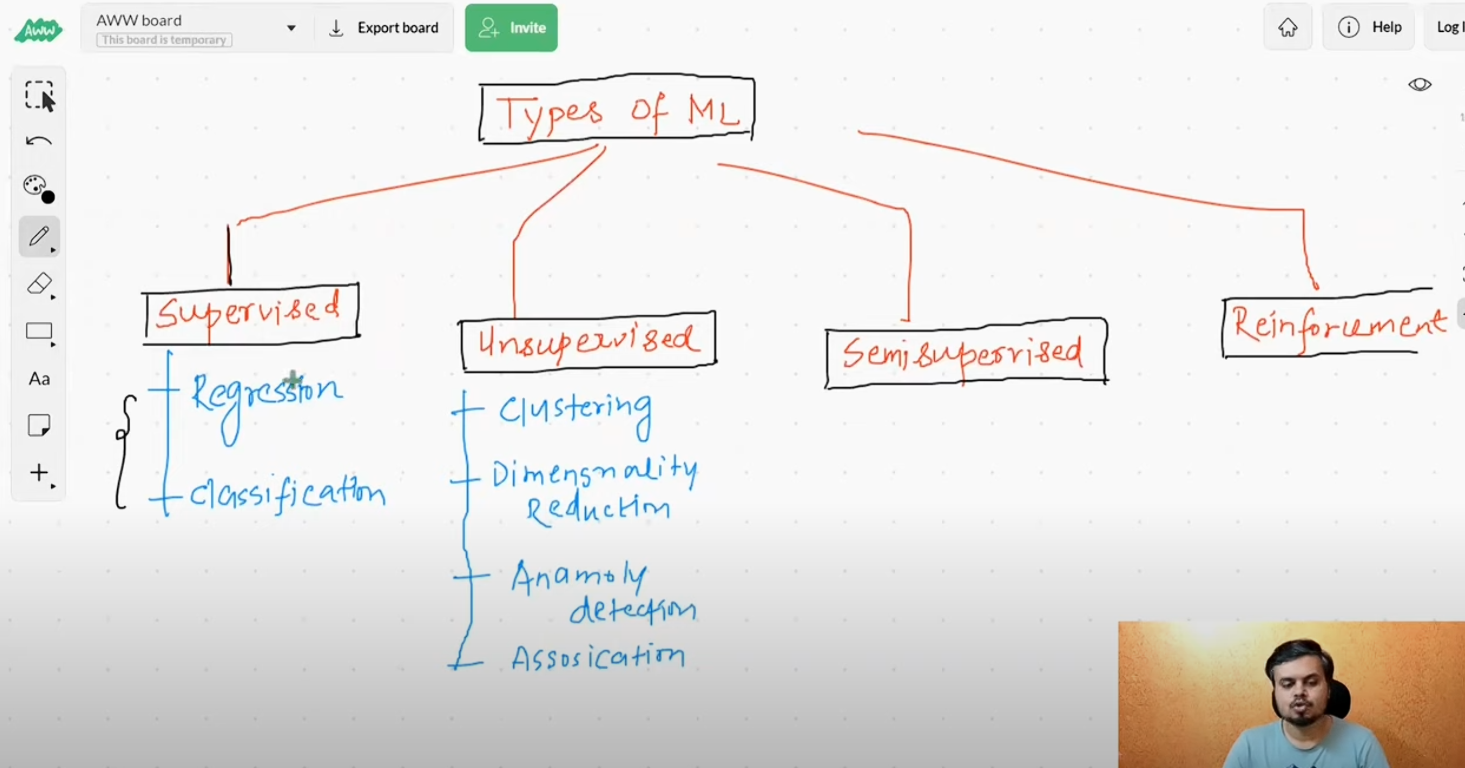 AWW
AWW board
This board is temporary
Export board
Invite
Help
Types of ML
Supervised
Unsupervised
Semisupervised
Reinforcement
Regression
Classification
Clustering
Dimensnality
Reduction
Anamoly
detection
Assosication
Aa